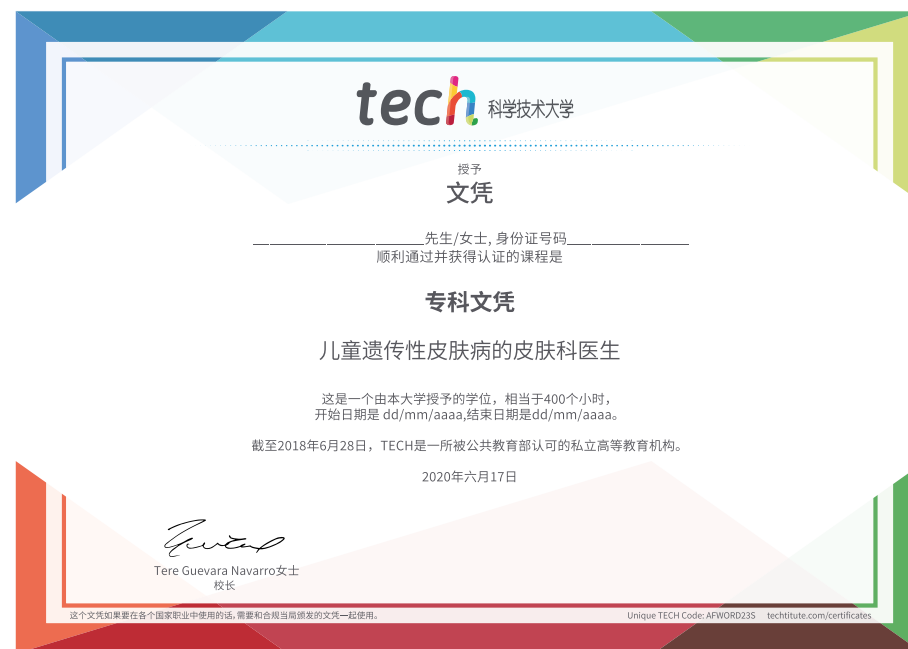 tech 科学技术大学
授予
文凭
先生/女士, 身份证号码
顺利通过并获得认证的课程是
专科文凭
儿童遗传性皮肤病的皮肤科医生
这是一个由本大学授予的学位，相当于400个小时，
开始日期是 dd/mm/aaaa,结束日期是dd/mm/aaaa。
截至2018年6月28日，TECH是一所被公共教育部认可的私立高等教育机构。
2020年六月17日
Tere Guevara Navarro女士
校长
这个文凭如果要在各个国家职业中使用的话,需要和合规当局颁发的文凭一起使用。
Unique TECH Code: AFWORD23S techtitute.com/certificates